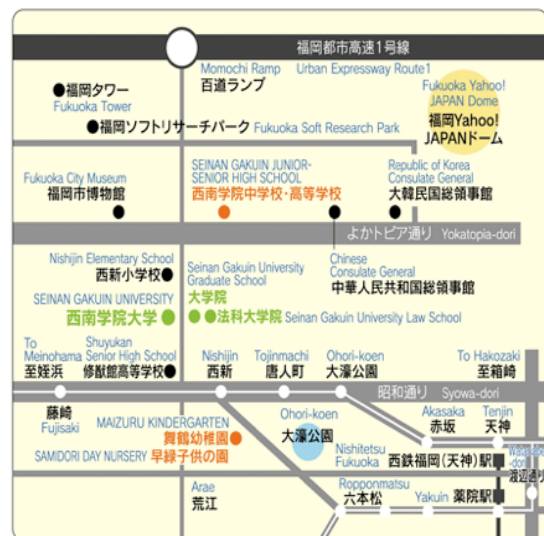 福岡都市高速1号線
Momochi Ramp
Urban Expressway Route1
百道ランプ
福岡タワー
Fukuoka Tower
Fukuoka Yahoo!
JAPAN Dome
福岡Yahoo!
JAPANドーム
福岡ソフトリサーチパーク Fukuoka Soft Research Park
Fukuoka City Museum
福岡市博物館
SEINAN GAKUIN JUNIOR-
SENIOR HIGH SCHOOL
西南学院中学校・高等学校
Republic of Korea
Consulate General
大韓民国総領事館
よかトピア通り Yokatopia-dori
Nishijin Elementary School
西新小学校
Seinan Gakuin University
Graduate School
大学院
Chinese
Consulate General
中華人民共和国総領事館
SEINAN GAKUIN UNIVERSITY
西南学院大学
法科大学院 Seinan Gakuin University Law School
To
Meinohama
至姪浜
Shuyukan
Senior High School
修猷館高等学校
Nishijin
西新
Tojinmachi
唐人町
Ohori-koen
大濠公園
To Hakozaki
至箱崎
昭和通り Syowa-dori
藤崎
Fujisaki
MAIZURU KINDERGARTEN
舞鶴幼稚園
SAMIDORI DAY NURSERY 早緑子供の園
Ohori-koen
大濠公園
Akasaka
赤坂
Tenjin
天神
Nishitetsu
Fukuoka
西鉄福岡(天神)駅
-dori
渡辺通り
Arae
荒江
Ropponmatsu
六本松
Yakuin 薬院駅